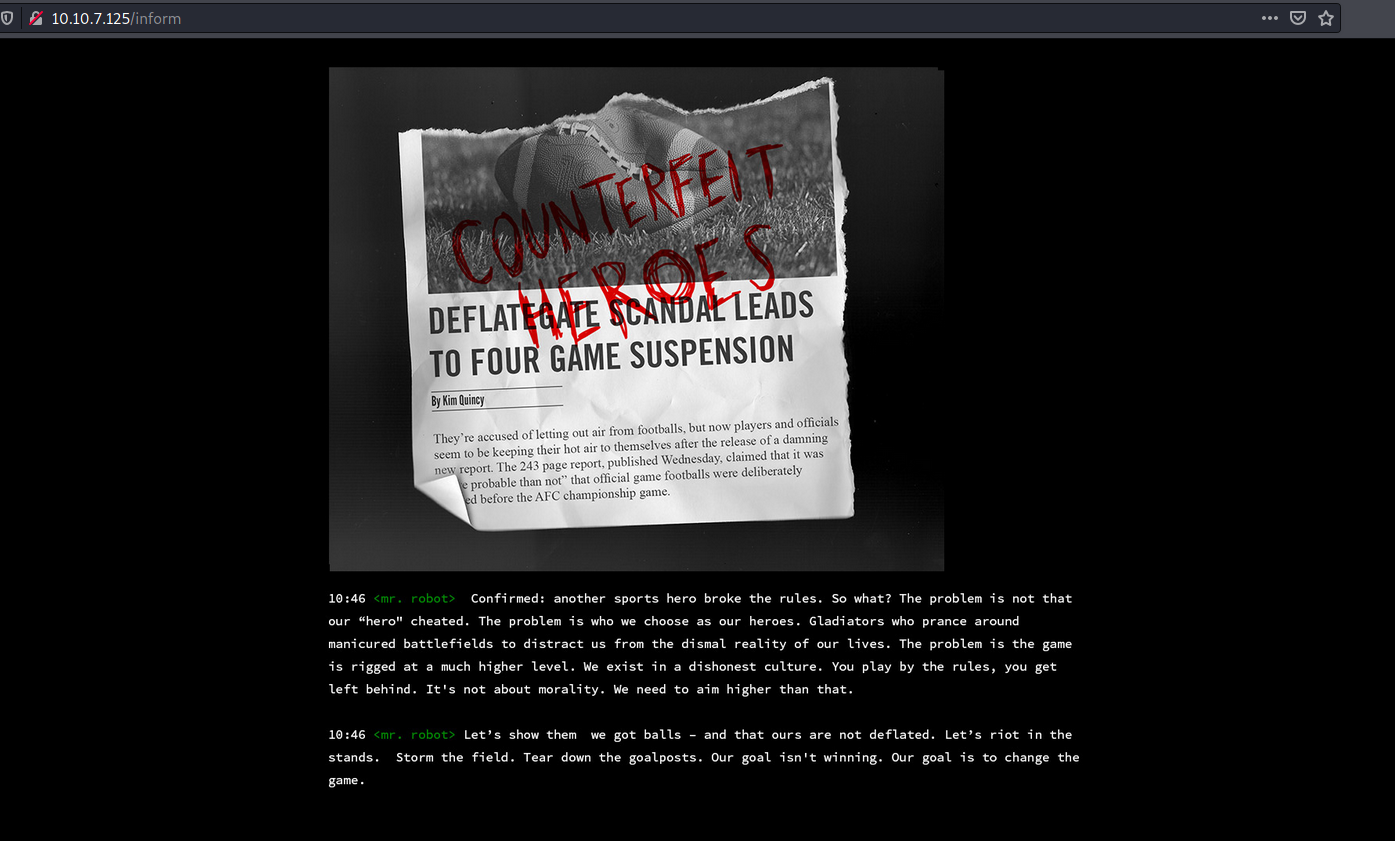 10.10.7.125/inform
COUNTERFEIT
HEROES
DEFLATEGATE SCANDAL LEADS
TO FOUR GAME SUSPENSION
By Kim Quincy
They're accused of letting out air from footballs, but now players and officials
seem to be keeping their hot air to themselves after the release of a damning
new report. The 243 page report, published Wednesday, claimed that it was
e probable than not” that official game footballs were deliberately
ed before the AFC championship game.
10:46 <mr. robot>  Confirmed: another sports hero broke the rules. So what? The problem is not that
our “hero" cheated. The problem is who we choose as our heroes. Gladiators who prance around
manicured battlefields to distract us from the dismal reality of our lives. The problem is the game
is rigged at a much higher level. We exist in a dishonest culture. You play by the rules, you get
left behind. It's not about morality. We need to aim higher than that.
10:46 <mr. robot> Let’s show them  we got balls – and that ours are not deflated. Let’s riot in the
stands.  Storm the field. Tear down the goalposts. Our goal isn't winning. Our goal is to change the
game.